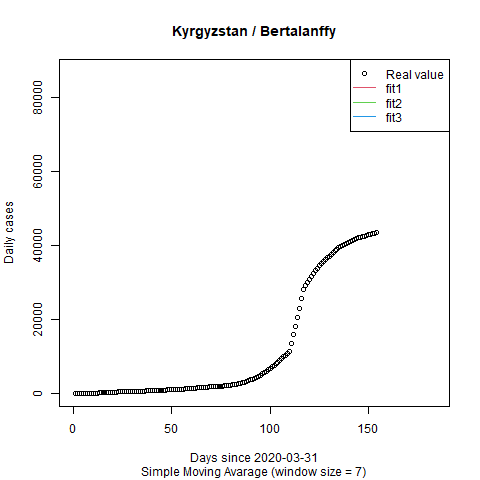 Kyrgyzstan / Bertalanffy
Real value
fit1
fit2
fit3
Daily cases
80000
60000
40000
20000
0
0 50 100 150
Days since 2020-03-31
Simple Moving Avarage (window size = 7)